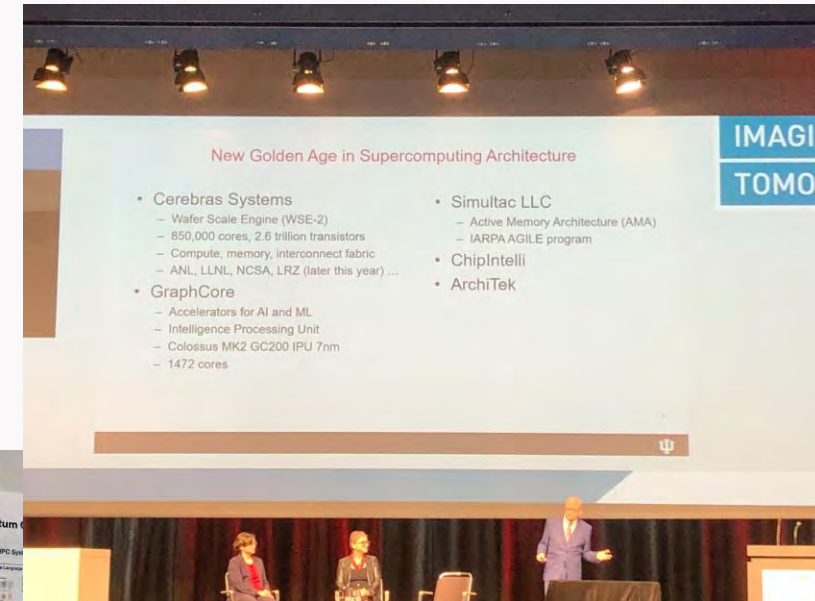 New Golden Age in Supercomputing Architecture
• Cerebras Systems
– Wafer Scale Engine (WSE-2)
– 850,000 cores, 2.6 trillion transistors
– Compute, memory, interconnect fabric
– ANL, LLNL, NCSA, LRZ (later this year) …
• GraphCore
– Accelerators for AI and ML
– Intelligence Processing Unit
– Colossus MK2 GC200 IPU 7nm
– 1472 cores
• Simultac LLC
– Active Memory Architecture (AMA)
– IARPA AGILE program
• ChipIntelli
• ArchiTek
IMAGI
TOMO